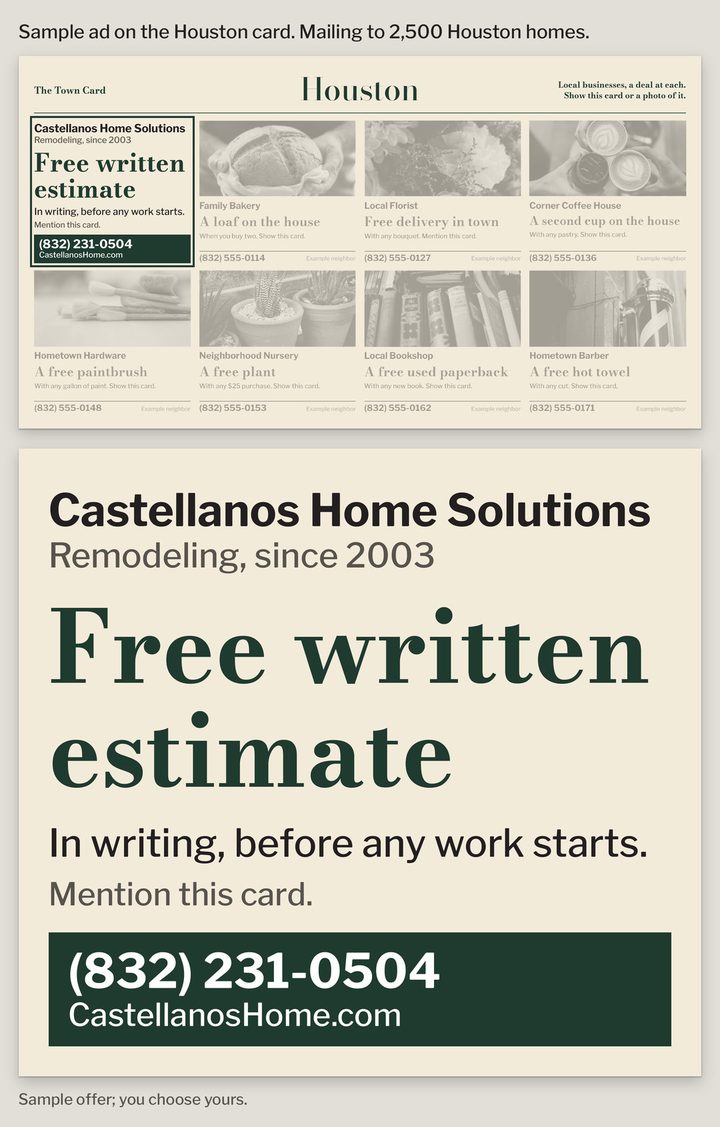 Sample ad on the Houston card. Mailing to 2,500 Houston homes.
The Town Card
Houston
Local businesses, a deal at each.
Show this card or a photo of it.
Castellanos Home Solutions
Remodeling, since 2003
Free written
estimate
In writing, before any work starts.
Mention this card.
(832) 231-0504
CastellanosHome.com
Family Bakery
A loaf on the house
When you buy two. Show this card.
(832) 555-0114
Example neighbor
Local Florist
Free delivery in town
With any bouquet. Mention this card.
(832) 555-0127
Example neighbor
Corner Coffee House
A second cup on the house
With any pastry. Show this card.
(832) 555-0136
Example neighbor
Hometown Hardware
A free paintbrush
With any gallon of paint. Show this card.
(832) 555-0148
Example neighbor
Neighborhood Nursery
A free plant
With any $25 purchase. Show this card.
(832) 555-0153
Example neighbor
Local Bookshop
A free used paperback
With any new book. Show this card.
(832) 555-0162
Example neighbor
Hometown Barber
A free hot towel
With any cut. Show this card.
(832) 555-0171
Example neighbor
Castellanos Home Solutions
Remodeling, since 2003
Free written
estimate
In writing, before any work starts.
Mention this card.
(832) 231-0504
CastellanosHome.com
Sample offer; you choose yours.